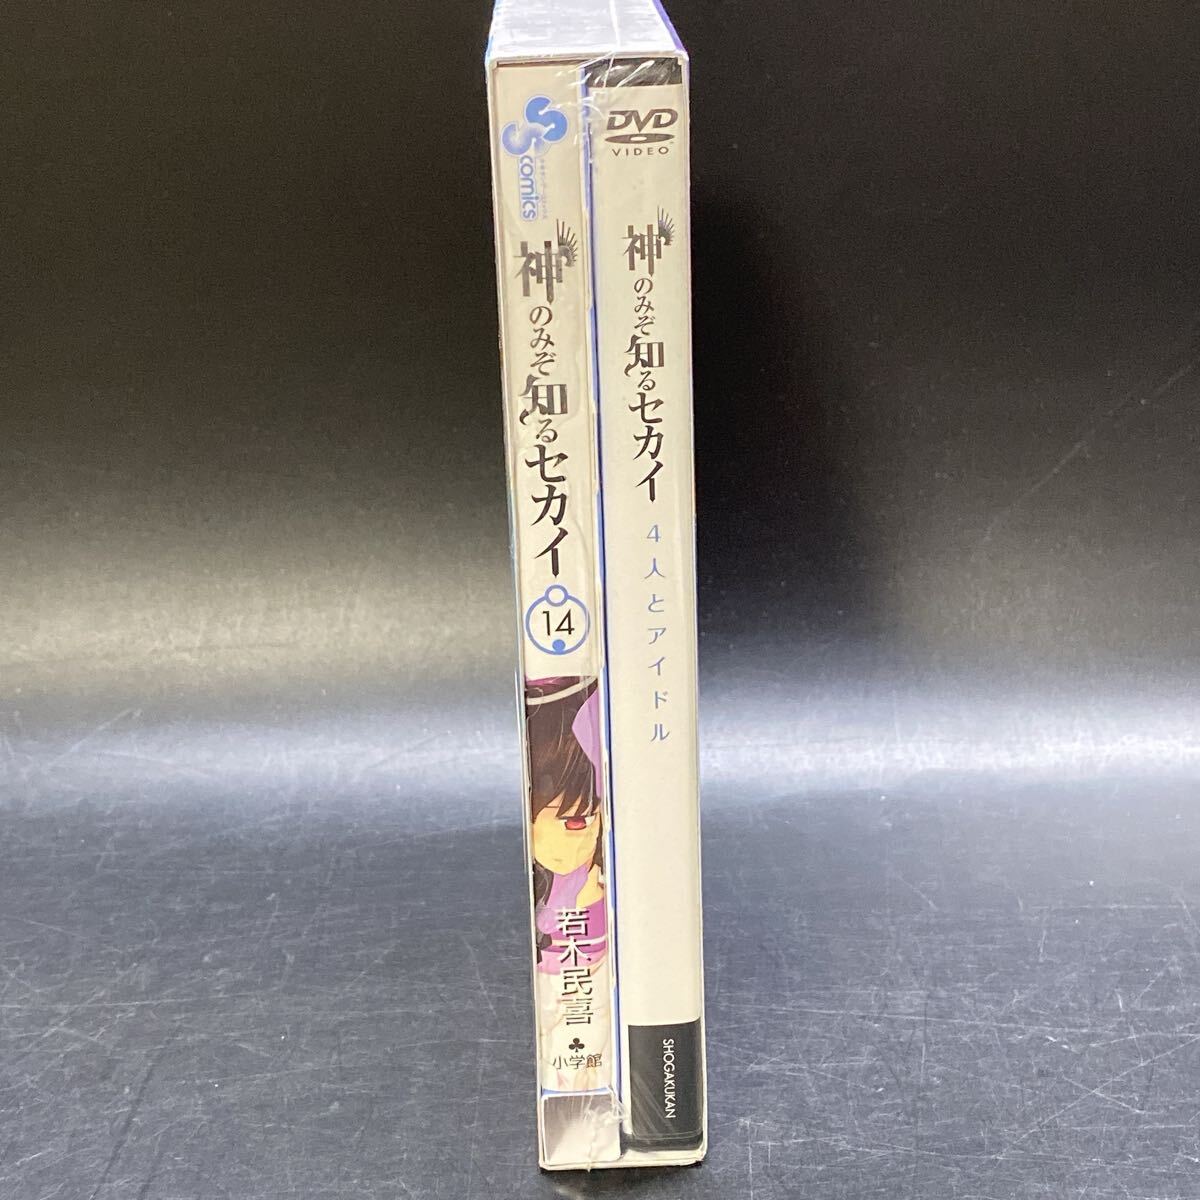 SS comics
神のみぞ知るセカイ
14
若木民喜
小学館
DVD
VIDEO
神のみぞ知るセカイ
4人とアイドル
SHOGAKUKAN